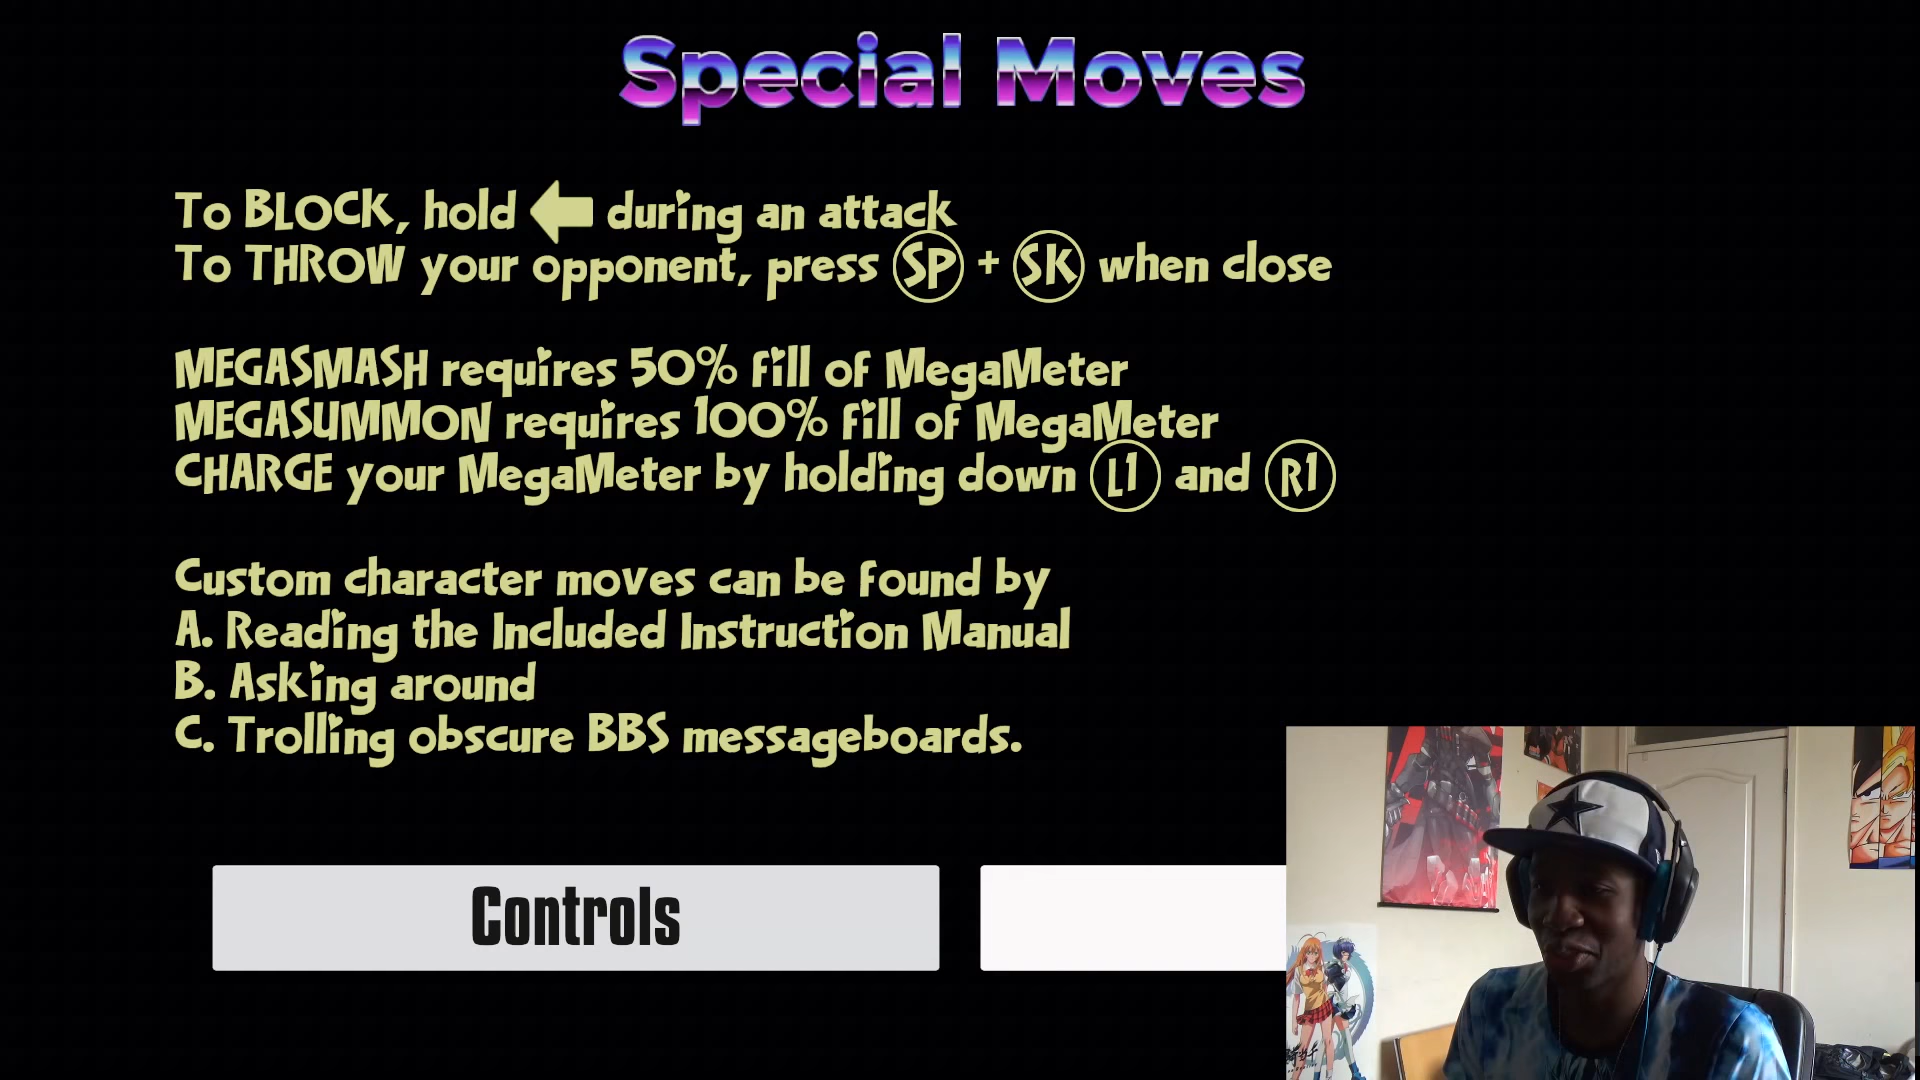 Special Moves
To BLOCK, hold during an attack
To THROW your opponent, press SP + SK when close
MEGASMASH requires 50% fill of MegaMeter
MEGASUMMON requires 100% fill of MegaMeter
CHARGE your MegaMeter by holding down L1 and R1
Custom character moves can be found by
A. Reading the Included Instruction Manual
B. Asking around
C. Trolling obscure BBS messageboards.
Controls